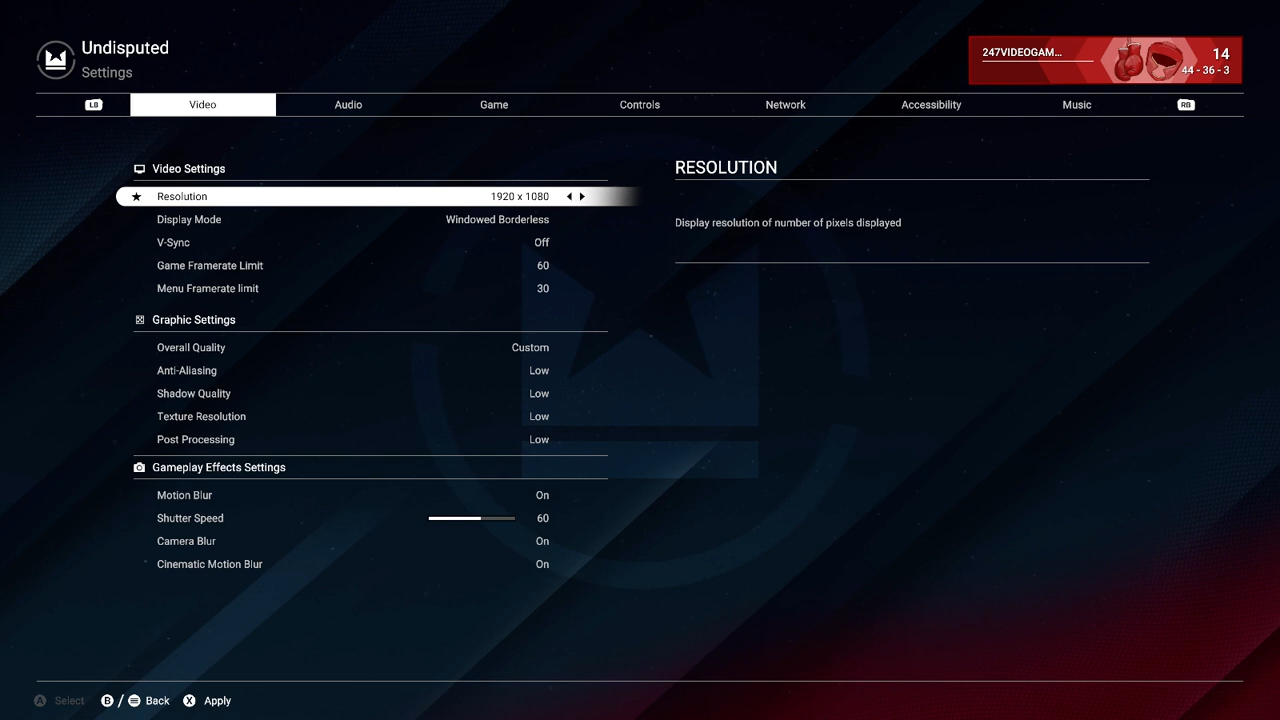 Undisputed
Settings
247VIDEOGAM...
14
44 - 36 - 3
LB Video Audio Game Controls Network Accessibility Music RB
Video Settings
Resolution 1920 x 1080
Display Mode Windowed Borderless
V-Sync Off
Game Framerate Limit 60
Menu Framerate limit 30
Graphic Settings
Overall Quality Custom
Anti-Aliasing Low
Shadow Quality Low
Texture Resolution Low
Post Processing Low
Gameplay Effects Settings
Motion Blur On
Shutter Speed 60
Camera Blur On
Cinematic Motion Blur On
RESOLUTION
Display resolution of number of pixels displayed
A Select B / Back X Apply